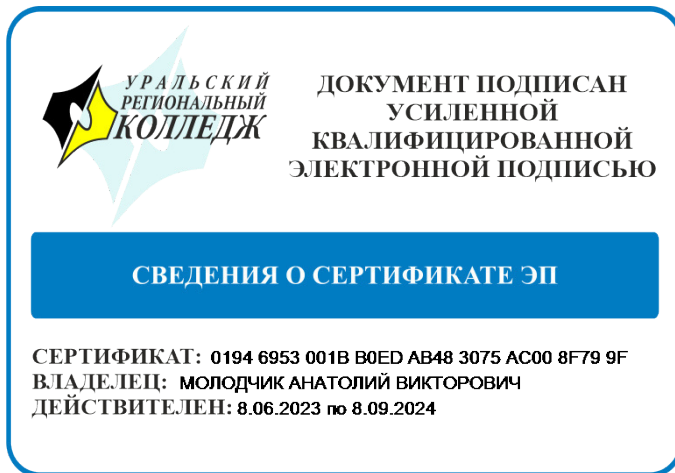 УРАЛЬСКИЙ
РЕГИОНАЛЬНЫЙ
КОЛЛЕДЖ
ДОКУМЕНТ ПОДПИСАН
УСИЛЕННОЙ
КВАЛИФИЦИРОВАННОЙ
ЭЛЕКТРОННОЙ ПОДПИСЬЮ
СВЕДЕНИЯ О СЕРТИФИКАТЕ ЭП
СЕРТИФИКАТ: 0194 6953 001B B0ED AB48 3075 AC00 8F79 9F
ВЛАДЕЛЕЦ: МОЛОДЧИК АНАТОЛИЙ ВИКТОРОВИЧ
ДЕЙСТВИТЕЛЕН: 8.06.2023 по 8.09.2024